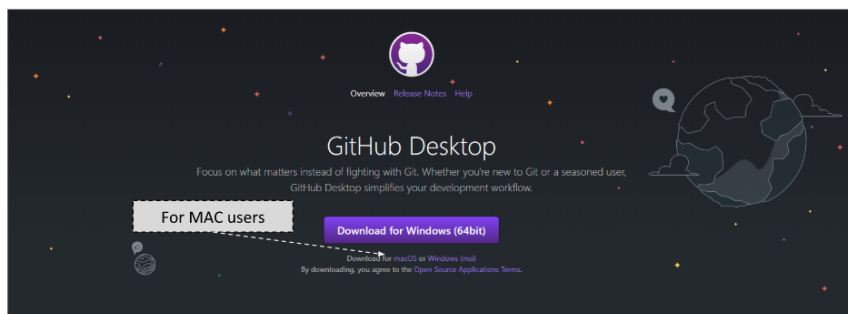 Overview Release Notes Help
GitHub Desktop
Focus on what matters instead of fighting with Git. Whether you're new to Git or a seasoned user,
GitHub Desktop simplifies your development workflow.
For MAC users
Download for Windows (64bit)
Download for macOS or Windows (msi)
By downloading, you agree to the Open Source Applications Terms.